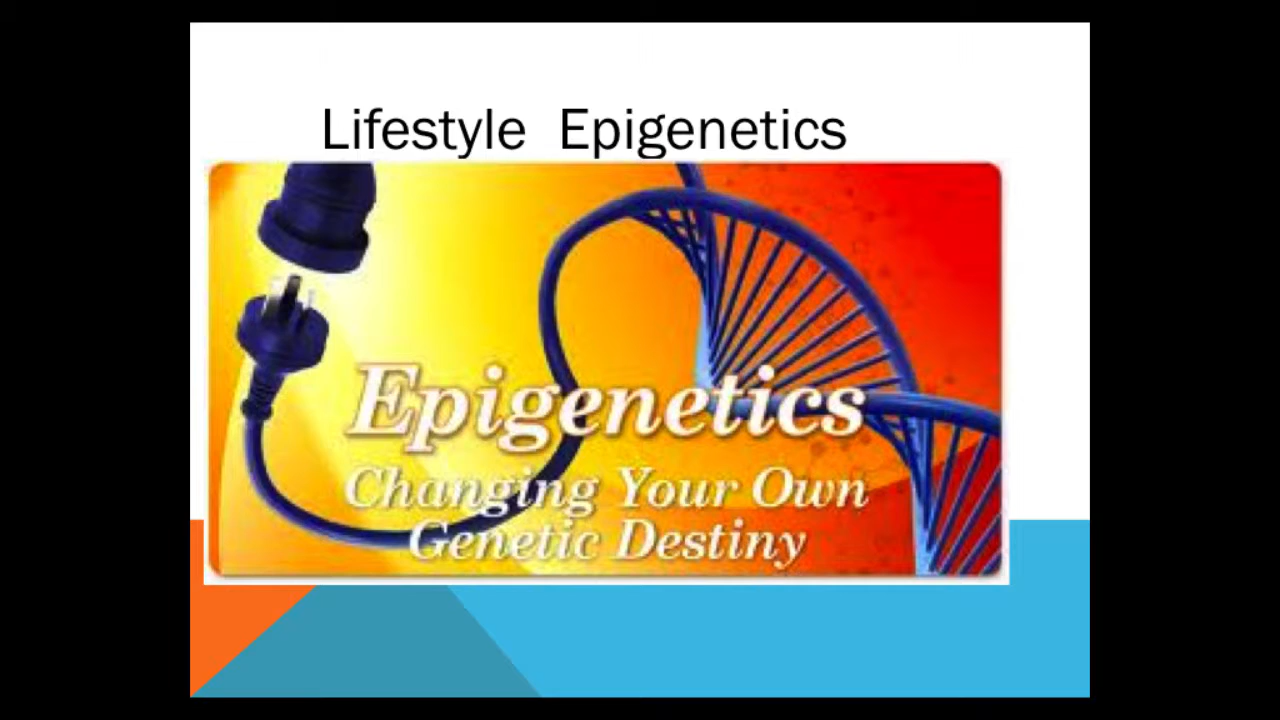 Lifestyle Epigenetics
Epigenetics
Changing Your Own
Genetic Destiny